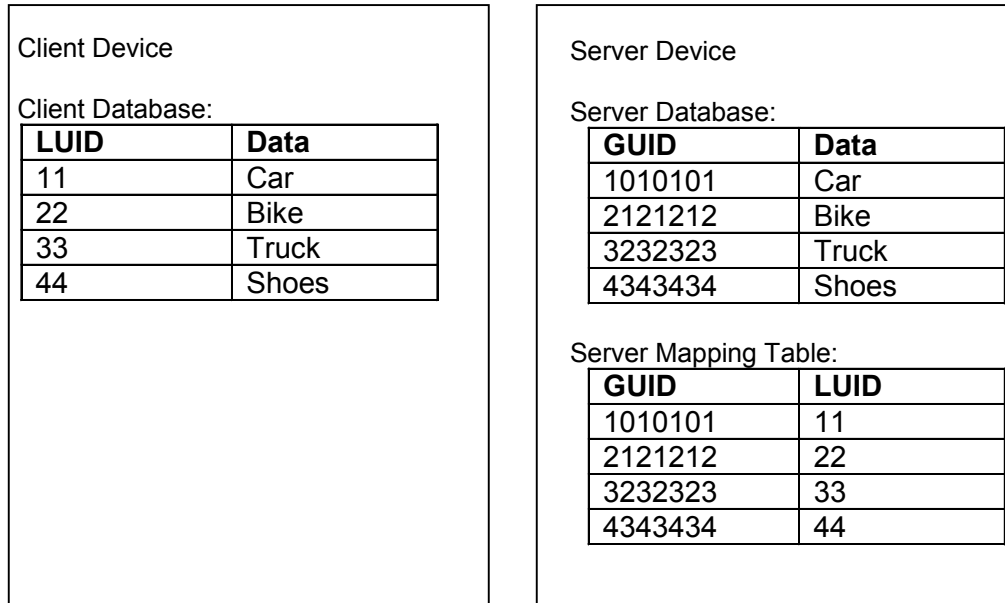 Client Device
Client Database:
LUID Data
11 Car
22 Bike
33 Truck
44 Shoes
Server Device
Server Database:
GUID Data
1010101 Car
2121212 Bike
3232323 Truck
4343434 Shoes
Server Mapping Table:
GUID LUID
1010101 11
2121212 22
3232323 33
4343434 44